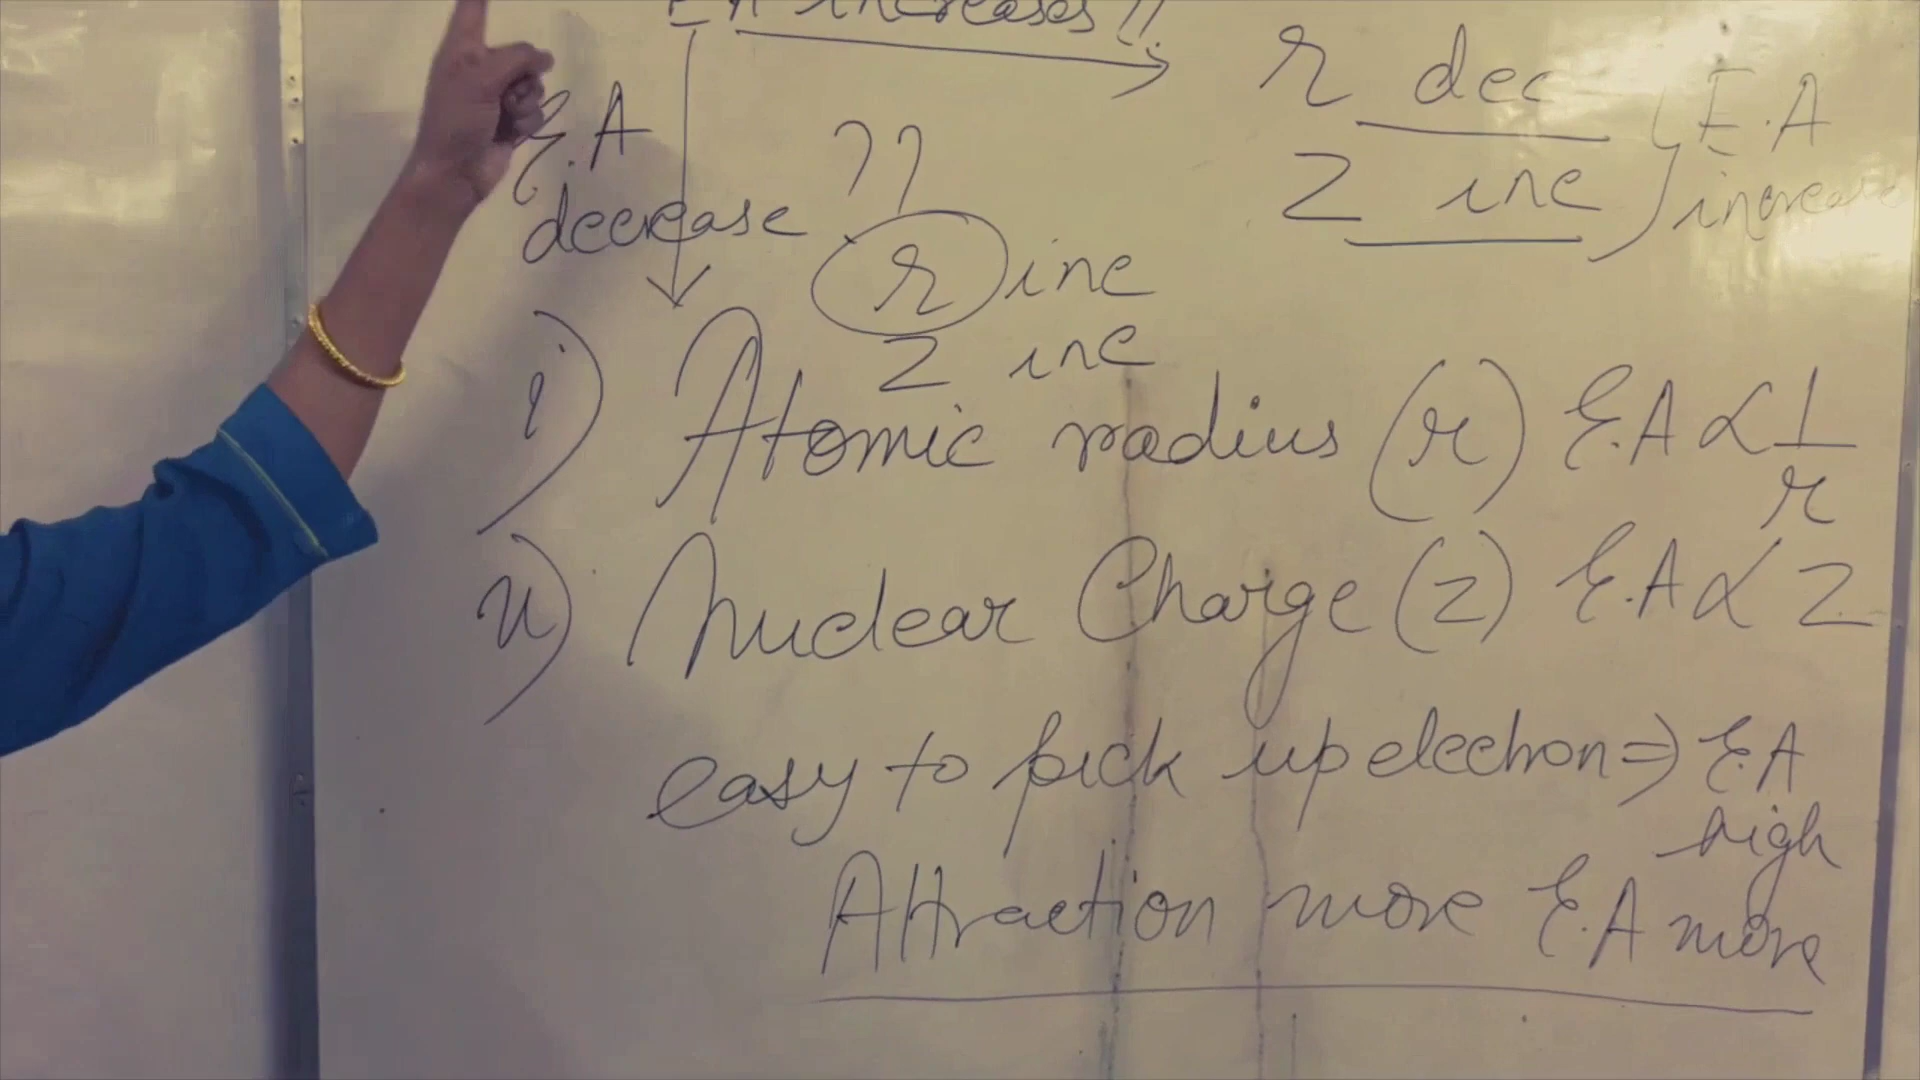 EA increases!!
E.A
decrease
??
r inc
Z inc
r dec
Z inc
E.A
increase
i) Atomic radius (r) E.A ∝ 1/r
ii) Nuclear Charge (Z) E.A ∝ Z
easy to pick up electron ⇒ E.A
high
Attraction more E.A more